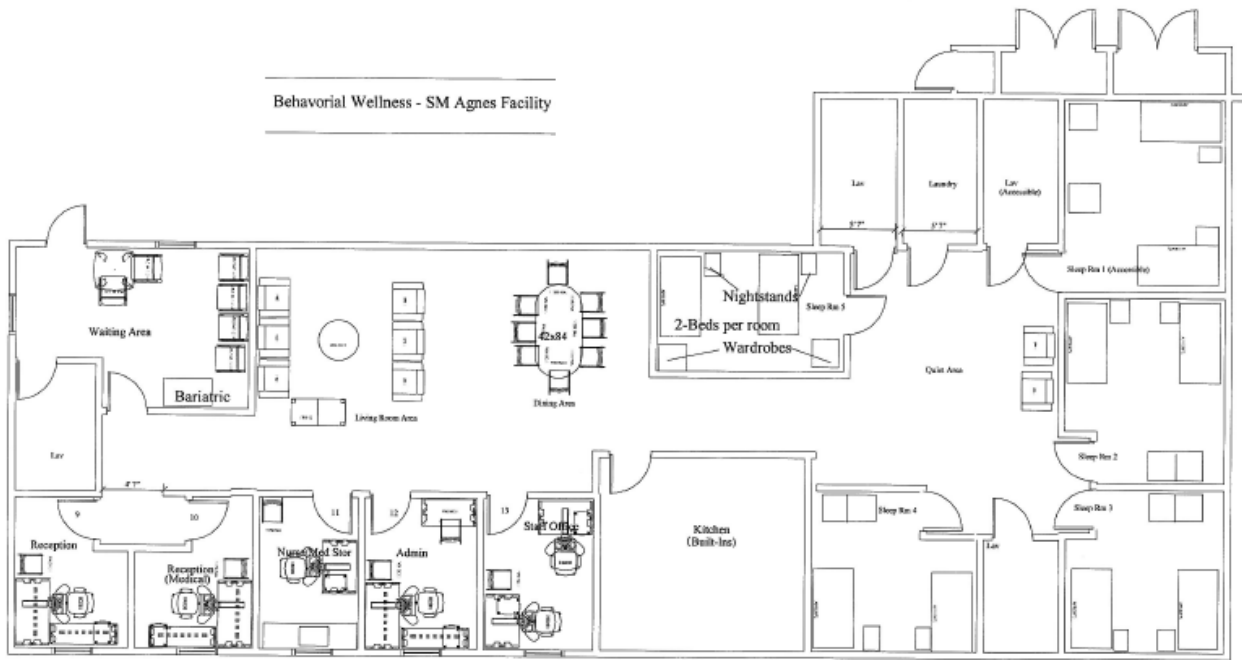 Behavorial Wellness - SM Agnes Facility
Lav
Laundry
Lav
(Accessible)
5'7"
5'7"
Sleep Rm 1 (Accessible)
Waiting Area
Bariatric
Living Room Area
42x84
Dining Area
Nightstands
Sleep Rm 5
2-Beds per room
Wardrobes
Quiet Area
Lav
Sleep Rm 2
9
10
11
12
13
Reception
Reception
(Medical)
Nurse/Med Stor
Admin
Staff Office
Kitchen
(Built-Ins)
Sleep Rm 4
Lav
Sleep Rm 3